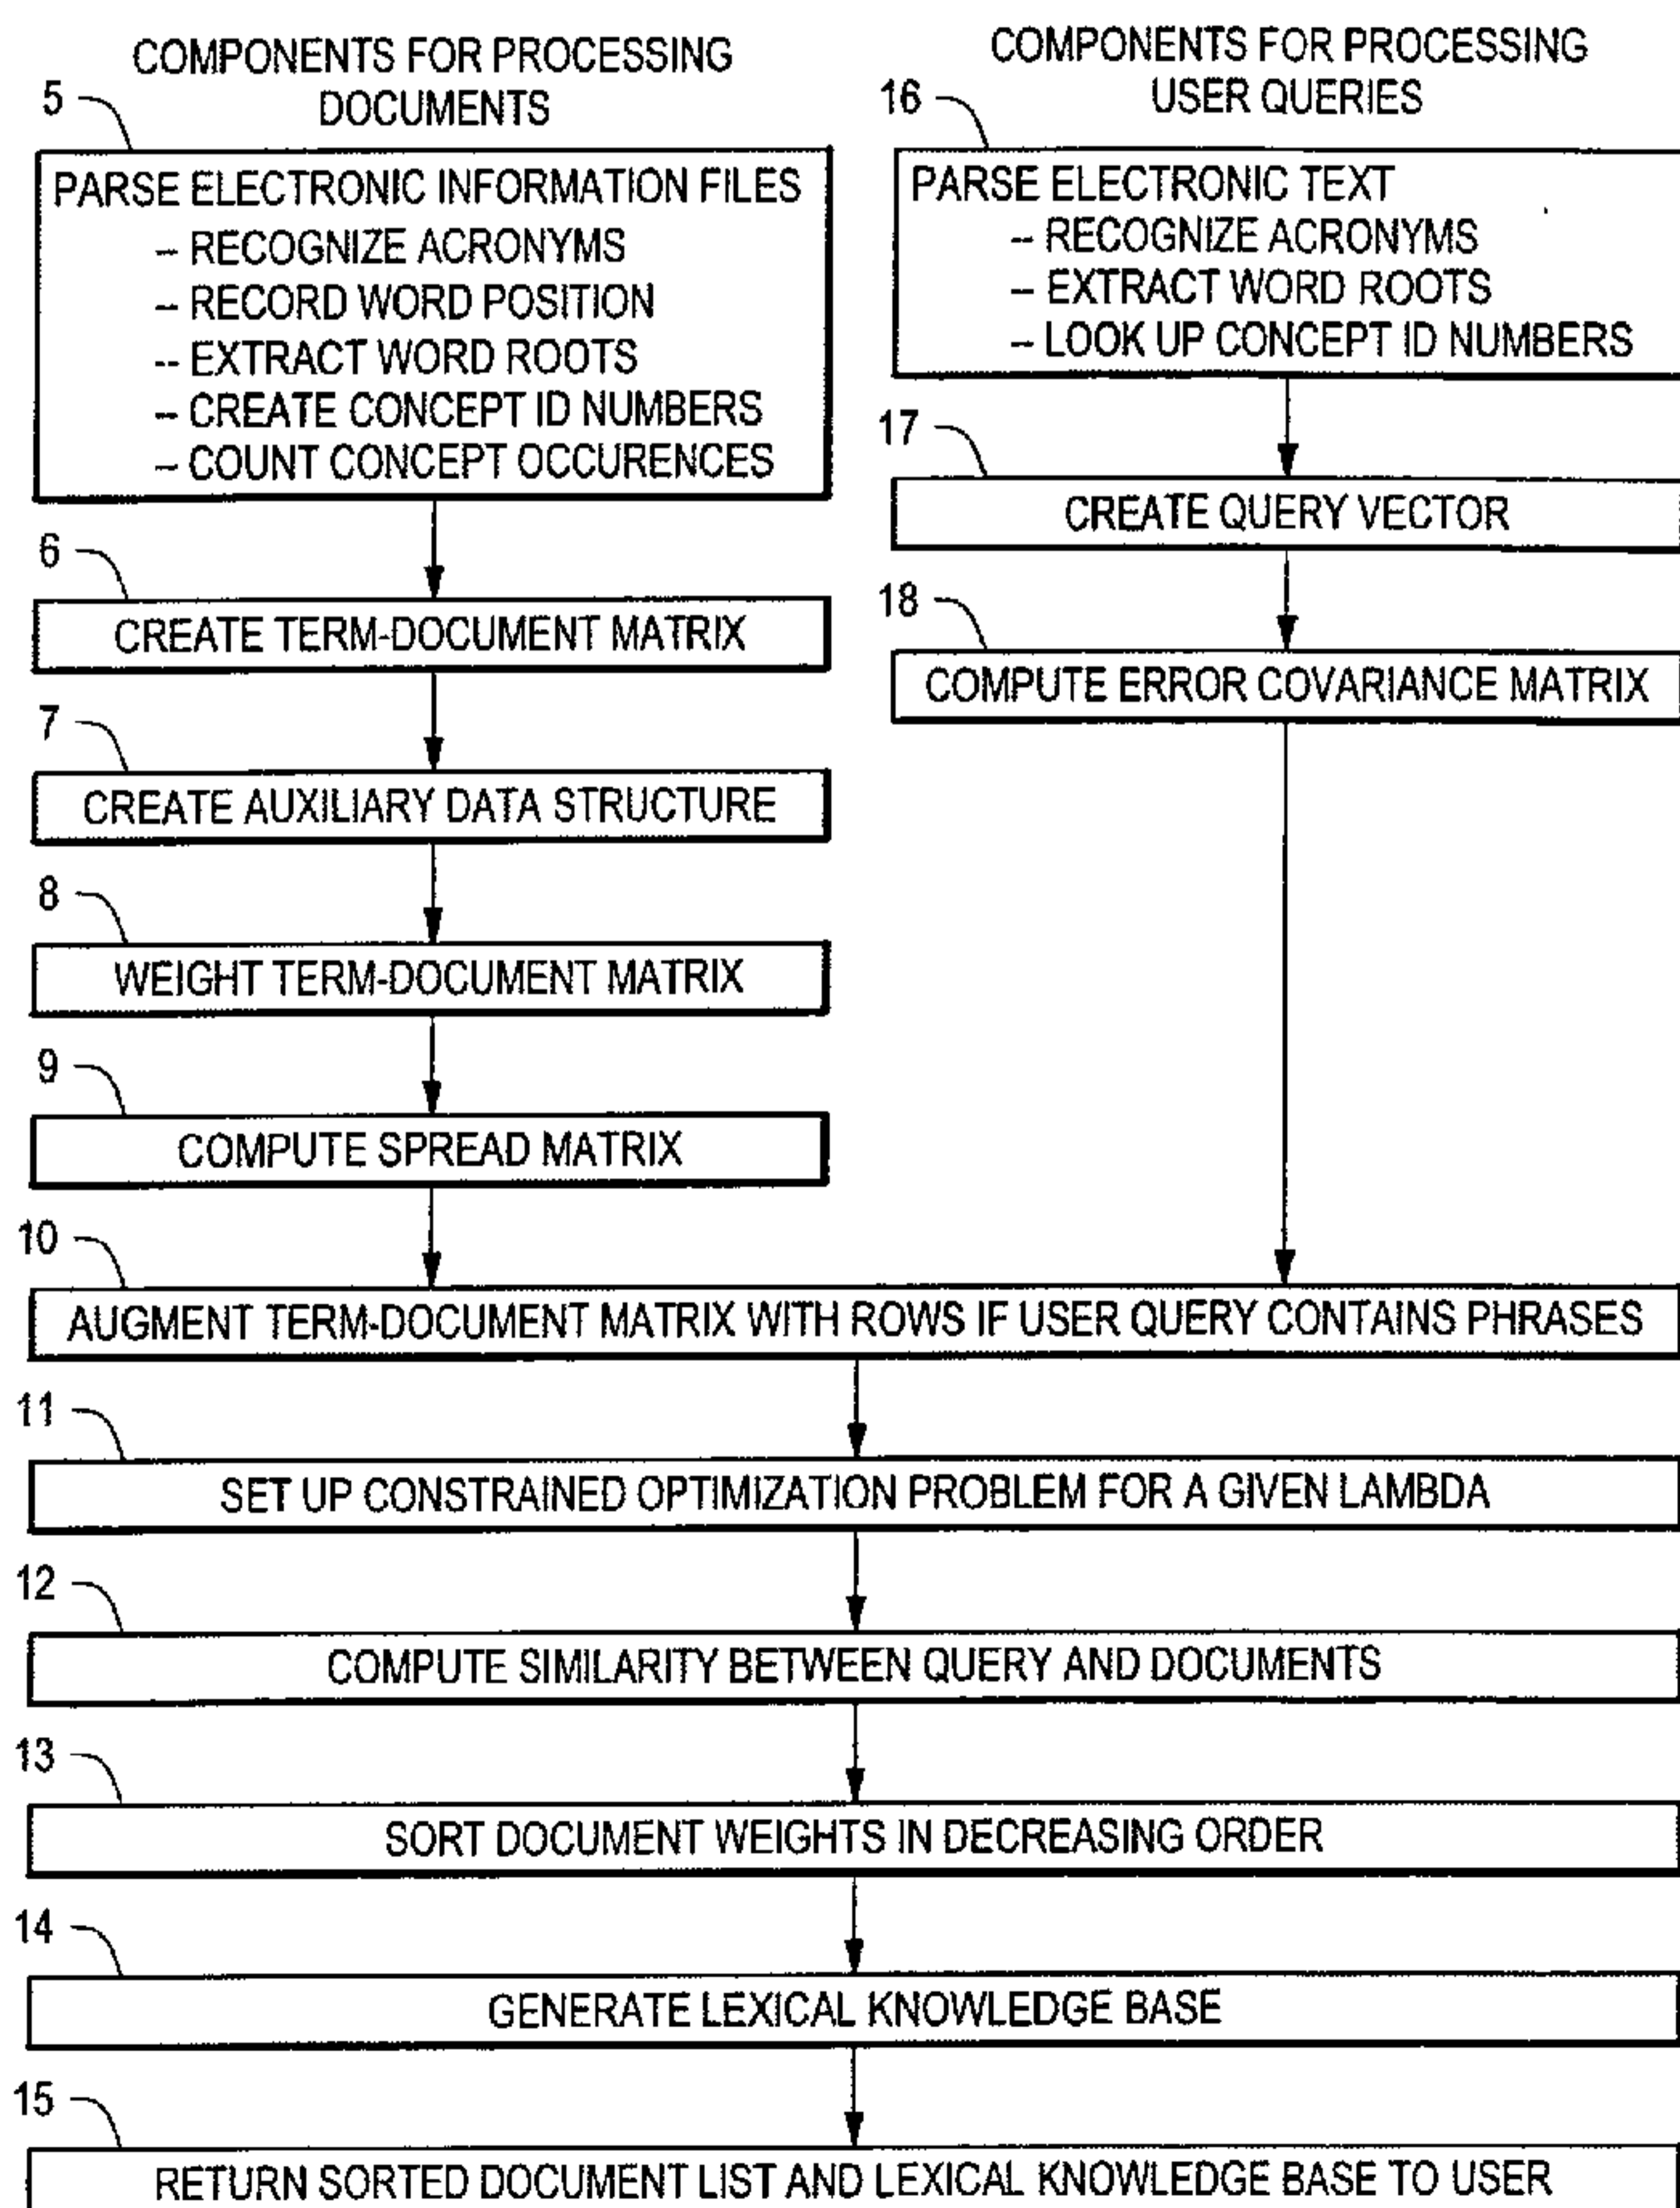 COMPONENTS FOR PROCESSING
DOCUMENTS
5
PARSE ELECTRONIC INFORMATION FILES
– RECOGNIZE ACRONYMS
– RECORD WORD POSITION
-- EXTRACT WORD ROOTS
– CREATE CONCEPT ID NUMBERS
– COUNT CONCEPT OCCURENCES
6
CREATE TERM-DOCUMENT MATRIX
7
CREATE AUXILIARY DATA STRUCTURE
8
WEIGHT TERM-DOCUMENT MATRIX
9
COMPUTE SPREAD MATRIX
COMPONENTS FOR PROCESSING
USER QUERIES
16
PARSE ELECTRONIC TEXT
– RECOGNIZE ACRONYMS
– EXTRACT WORD ROOTS
– LOOK UP CONCEPT ID NUMBERS
17
CREATE QUERY VECTOR
18
COMPUTE ERROR COVARIANCE MATRIX
10
AUGMENT TERM-DOCUMENT MATRIX WITH ROWS IF USER QUERY CONTAINS PHRASES
11
SET UP CONSTRAINED OPTIMIZATION PROBLEM FOR A GIVEN LAMBDA
12
COMPUTE SIMILARITY BETWEEN QUERY AND DOCUMENTS
13
SORT DOCUMENT WEIGHTS IN DECREASING ORDER
14
GENERATE LEXICAL KNOWLEDGE BASE
15
RETURN SORTED DOCUMENT LIST AND LEXICAL KNOWLEDGE BASE TO USER